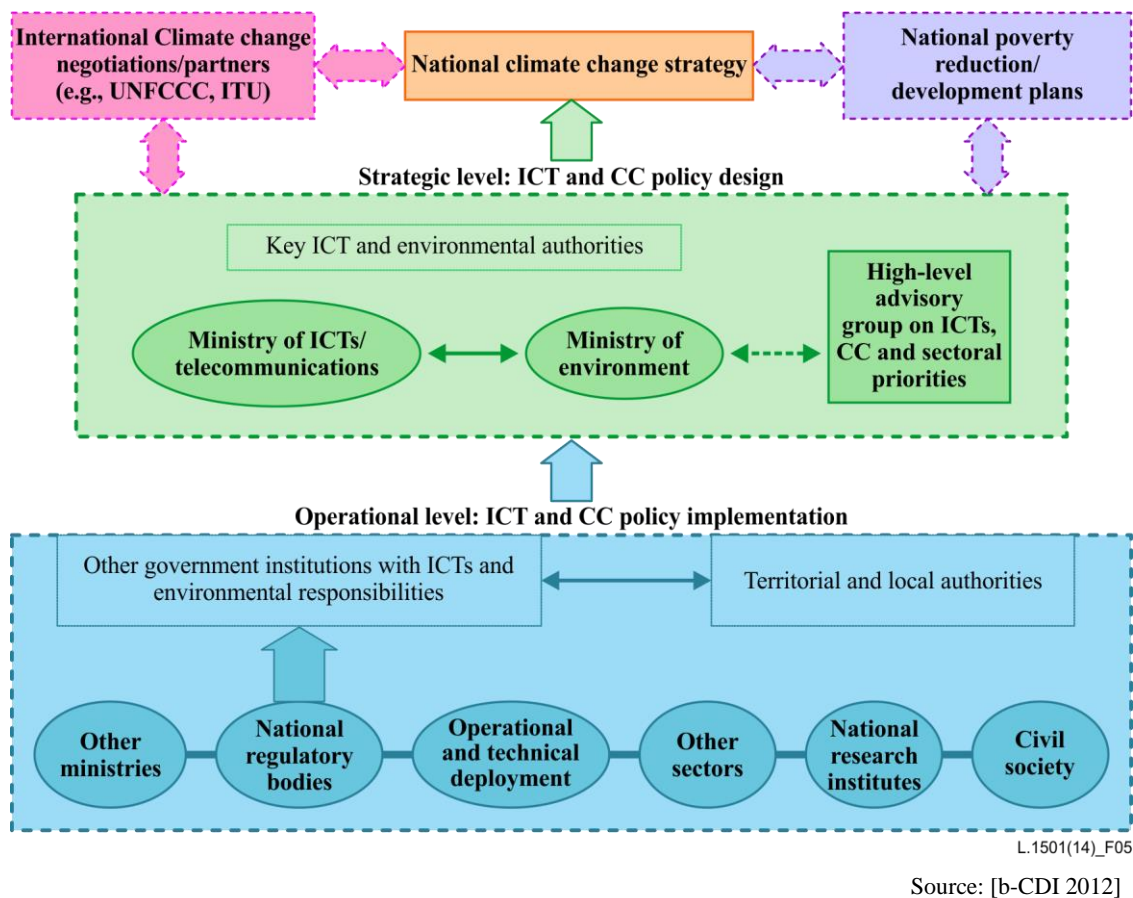 International Climate change
negotiations/partners
(e.g., UNFCCC, ITU)
National climate change strategy
National poverty
reduction/
development plans
Strategic level: ICT and CC policy design
Key ICT and environmental authorities
Ministry of ICTs/
telecommunications
Ministry of
environment
High-level
advisory
group on ICTs,
CC and sectoral
priorities
Operational level: ICT and CC policy implementation
Other government institutions with ICTs and
environmental responsibilities
Territorial and local authorities
Other
ministries
National
regulatory
bodies
Operational
and technical
deployment
Other
sectors
National
research
institutes
Civil
society
L.1501(14)_F05
Source: [b-CDI 2012]